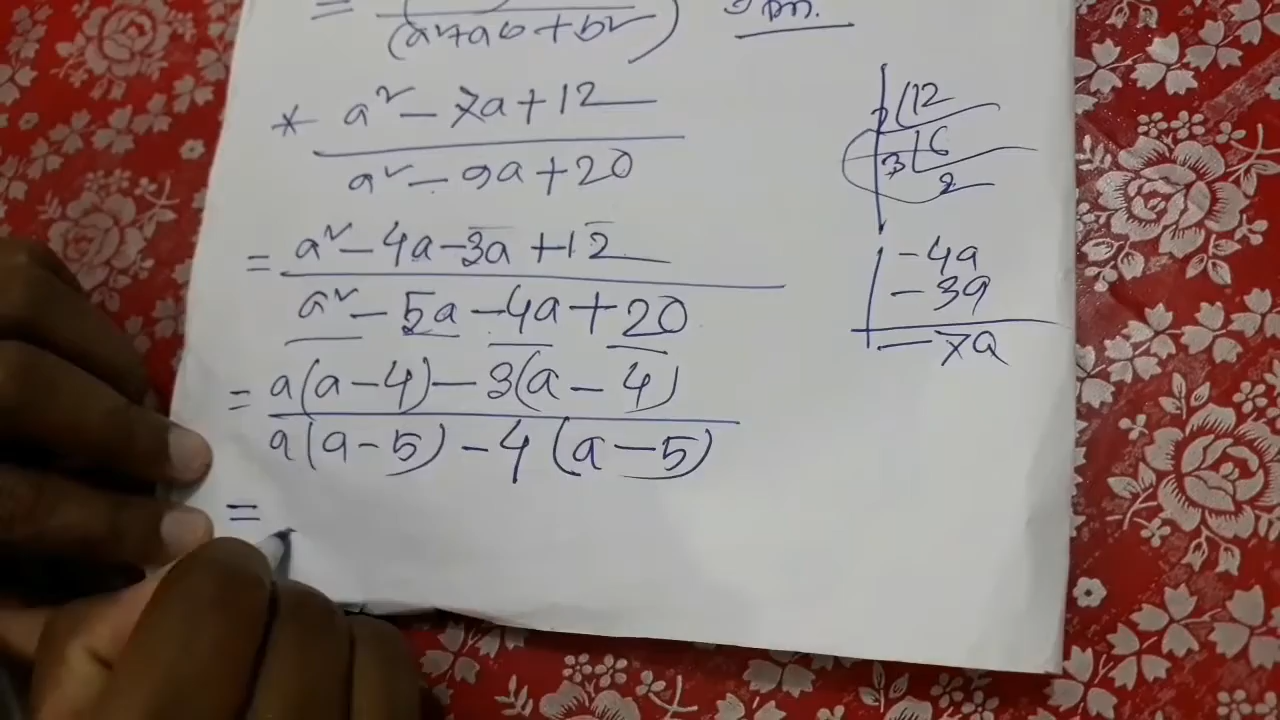 =
(a²+ab+b²)
* a² - 7a + 12
a² - 9a + 20
= a² - 4a - 3a + 12
a² - 5a - 4a + 20
= a(a-4) - 3(a-4)
a(a-5) - 4(a-5)
=
2 12
3 6
2
-4a
-3a
-7a